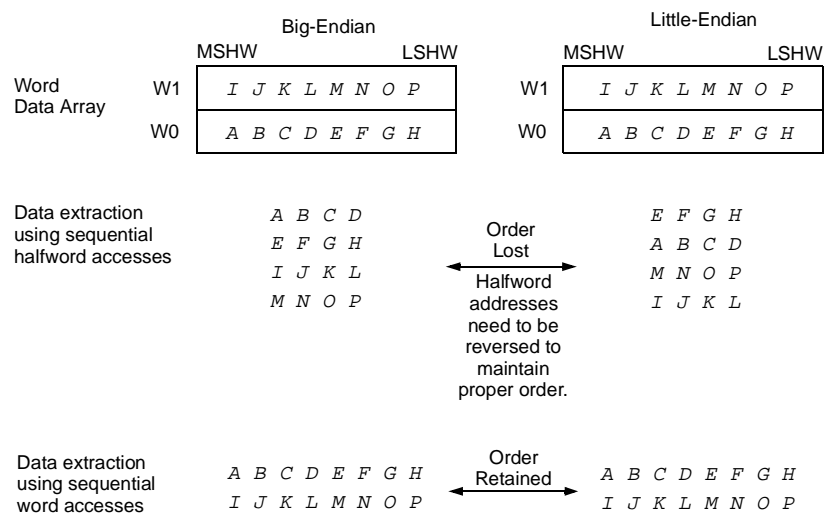 Big-Endian
Little-Endian
MSHW LSHW
MSHW LSHW
Word
Data Array
W1 I J K L M N O P
W0 A B C D E F G H
W1 I J K L M N O P
W0 A B C D E F G H
Data extraction
using sequential
halfword accesses
A B C D
E F G H
I J K L
M N O P
Order
Lost
Halfword
addresses
need to be
reversed to
maintain
proper order.
E F G H
A B C D
M N O P
I J K L
Data extraction
using sequential
word accesses
A B C D E F G H
I J K L M N O P
Order
Retained
A B C D E F G H
I J K L M N O P